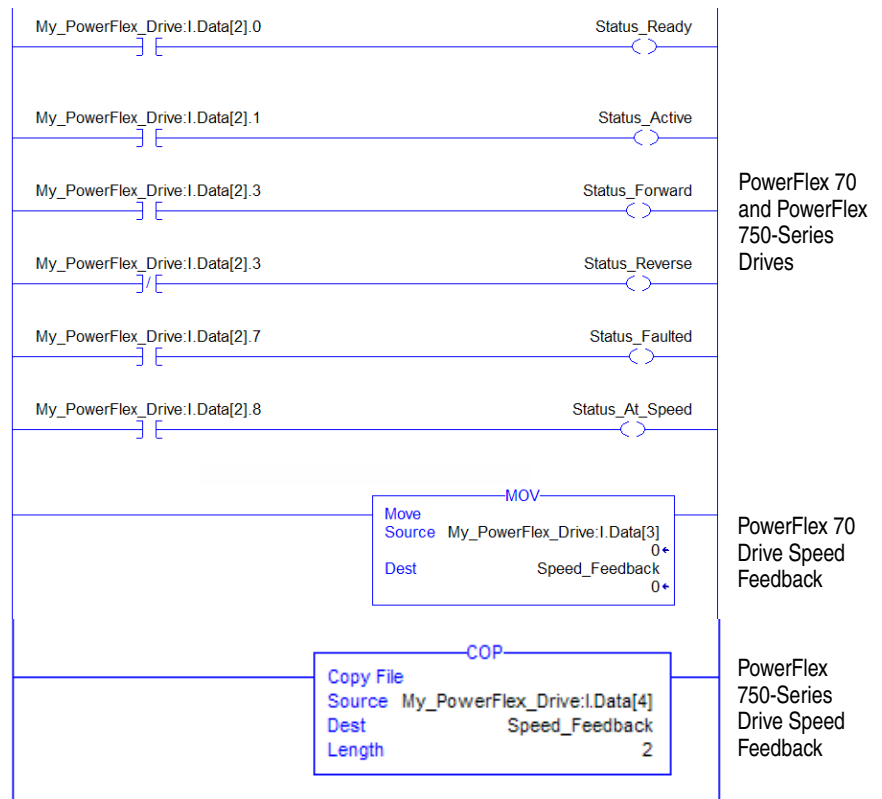 My_PowerFlex_Drive:I.Data[2].0 Status_Ready
My_PowerFlex_Drive:I.Data[2].1 Status_Active
My_PowerFlex_Drive:I.Data[2].3 Status_Forward
My_PowerFlex_Drive:I.Data[2].3 Status_Reverse
My_PowerFlex_Drive:I.Data[2].7 Status_Faulted
My_PowerFlex_Drive:I.Data[2].8 Status_At_Speed
PowerFlex 70
and PowerFlex
750-Series
Drives
MOV
Move
Source My_PowerFlex_Drive:I.Data[3]
0
Dest Speed_Feedback
0
PowerFlex 70
Drive Speed
Feedback
COP
Copy File
Source My_PowerFlex_Drive:I.Data[4]
Dest Speed_Feedback
Length 2
PowerFlex
750-Series
Drive Speed
Feedback